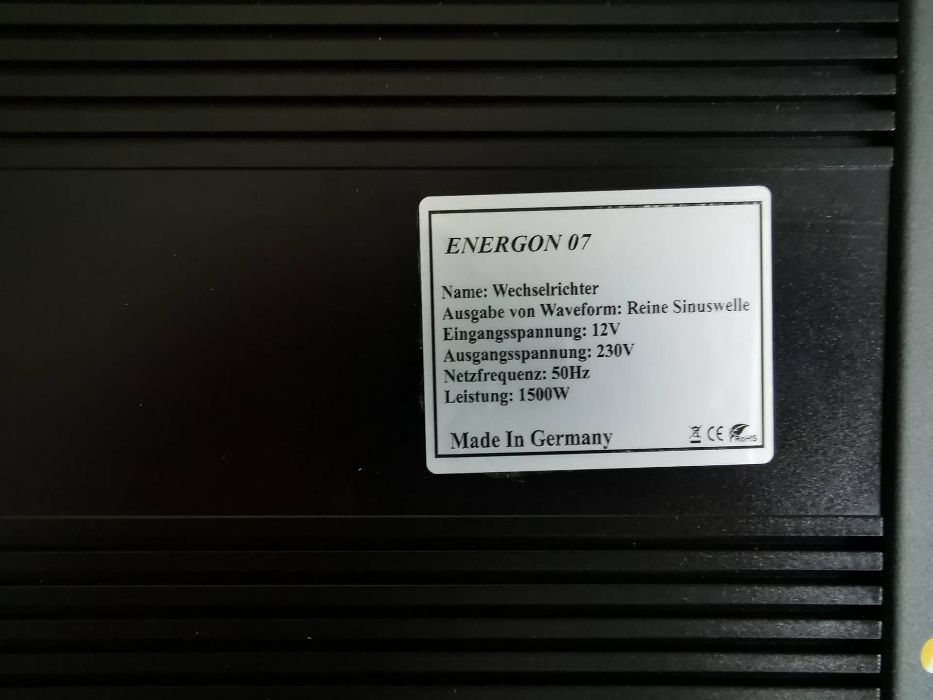 ENERGON 07
Name: Wechselrichter
Ausgabe von Waveform: Reine Sinuswelle
Eingangsspannung: 12V
Ausgangsspannung: 230V
Netzfrequenz: 50Hz
Leistung: 1500W
Made In Germany CE RoHS